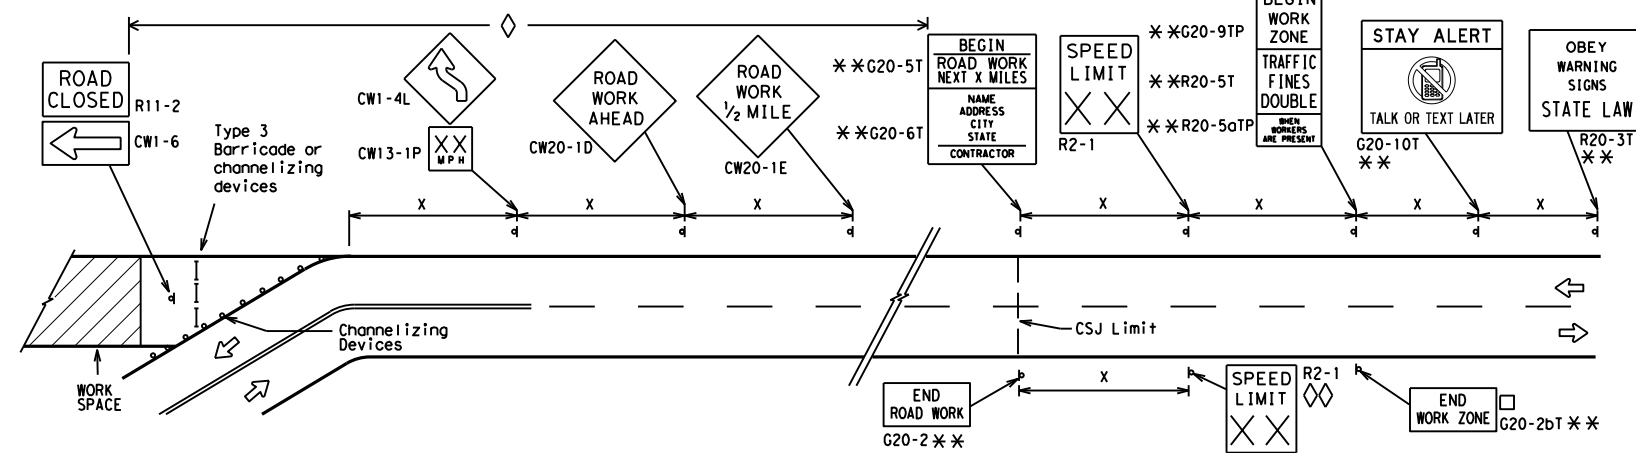 ROAD
CLOSED
R11-2
CW1-6
Type 3
Barricade or
channelizing
devices
CW1-4L
XX
MPH
CW13-1P
ROAD
WORK
AHEAD
CW20-1D
ROAD
WORK
1/2 MILE
CW20-1E
**G20-5T
**G20-6T
BEGIN
ROAD WORK
NEXT X MILES
NAME
ADDRESS
CITY
STATE
CONTRACTOR
SPEED
LIMIT
XX
R2-1
**G20-9TP
**R20-5T
**R20-5aTP
BEGIN
WORK
ZONE
TRAFFIC
FINES
DOUBLE
WHEN
WORKERS
ARE PRESENT
STAY ALERT
TALK OR TEXT LATER
G20-10T
**
OBEY
WARNING
SIGNS
STATE LAW
R20-3T
**
X
X
X
X
X
X
X
Channelizing
Devices
WORK
SPACE
CSJ Limit
END
ROAD WORK
G20-2 **
X
SPEED
LIMIT
XX
R2-1
END
WORK ZONE
G20-2bT **